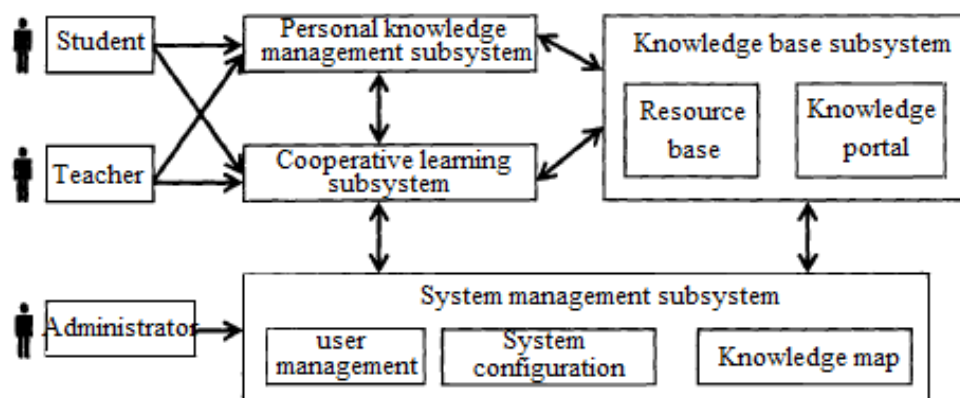 Student
Personal knowledge
management subsystem
Knowledge base subsystem
Resource
base
Knowledge
portal
Teacher
Cooperative learning
subsystem
System management subsystem
Administrator
user
management
System
configuration
Knowledge map